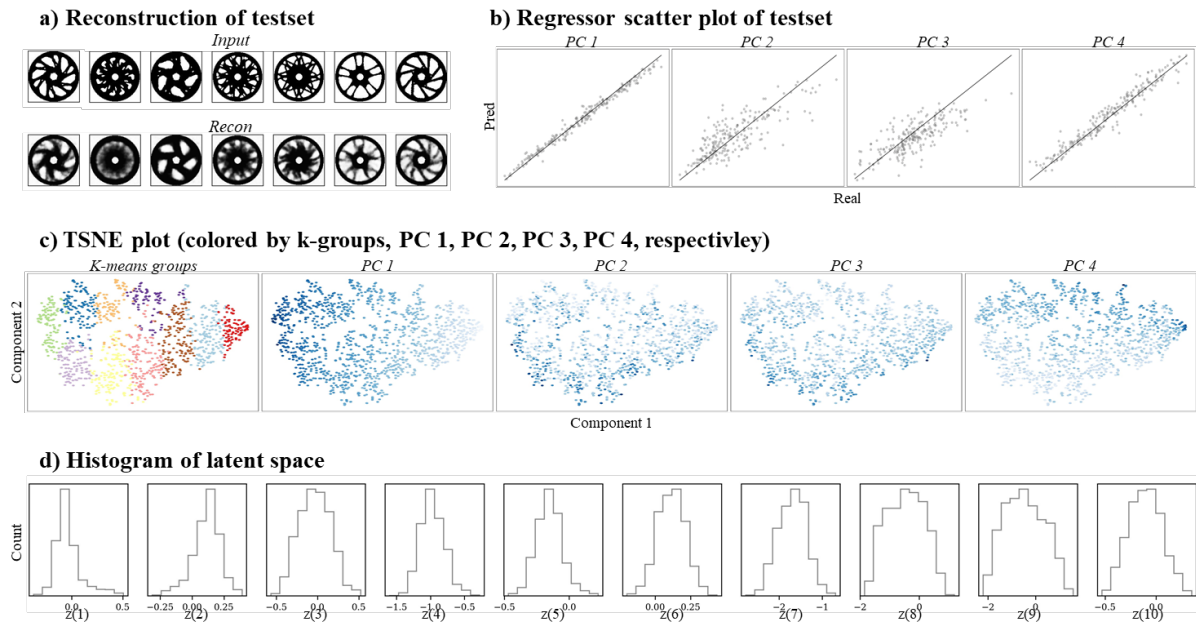 a) Reconstruction of testset
Input
Recon
b) Regressor scatter plot of testset
PC 1 PC 2 PC 3 PC 4
Pred
Real
c) TSNE plot (colored by k-groups, PC 1, PC 2, PC 3, PC 4, respectivley)
K-means groups PC 1 PC 2 PC 3 PC 4
Component 2
Component 1
d) Histogram of latent space
Count
0.0 0.5 -0.25 0.00 0.25 -0.5 0.0 0.5 -1.5 -1.0 -0.5 -0.5 0.0 0.00 0.25 -2 -1 -2 0 -2 0 -0.5 0.0
z(1) z(2) z(3) z(4) z(5) z(6) z(7) z(8) z(9) z(10)